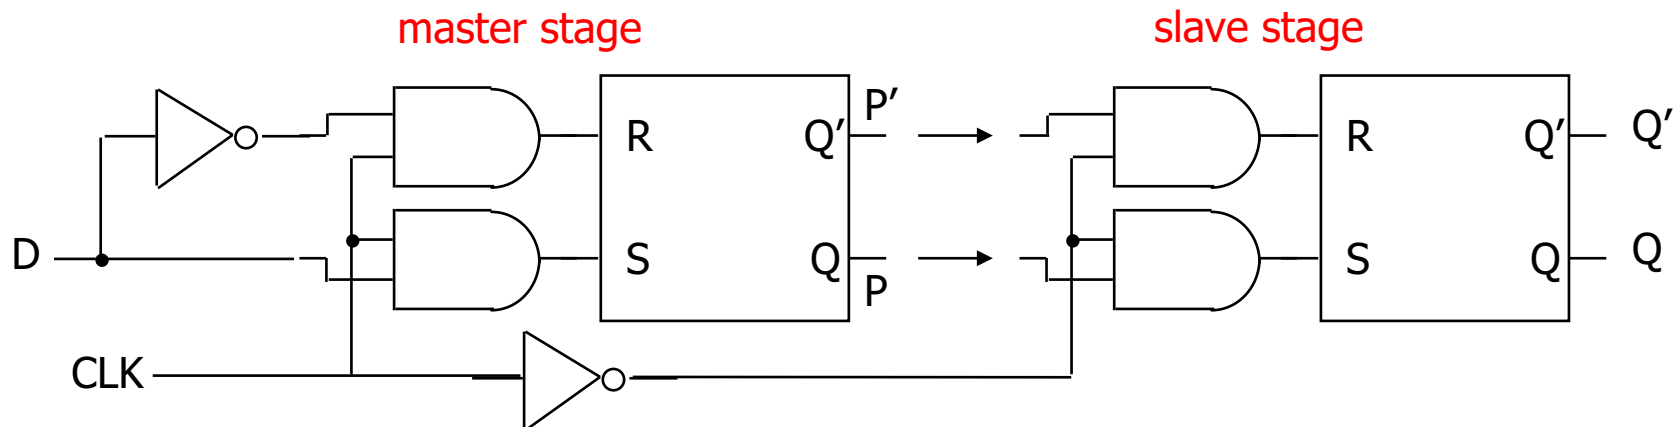 master stage
slave stage
P’
R
Q’
R
Q’
Q’
D
S
Q
P
S
Q
Q
CLK